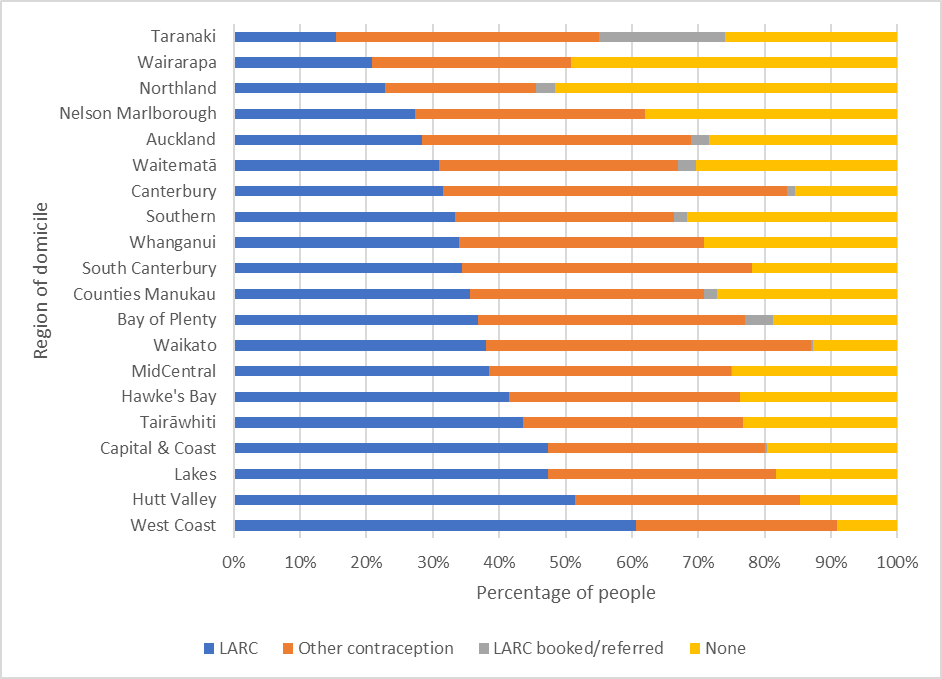 Taranaki
Wairarapa
Northland
Nelson Marlborough
Auckland
Waitematā
Canterbury
Southern
Whanganui
South Canterbury
Counties Manukau
Bay of Plenty
Waikato
MidCentral
Hawke's Bay
Tairāwhiti
Capital & Coast
Lakes
Hutt Valley
West Coast
Region of domicile
0% 10% 20% 30% 40% 50% 60% 70% 80% 90% 100%
Percentage of people
LARC Other contraception LARC booked/referred None